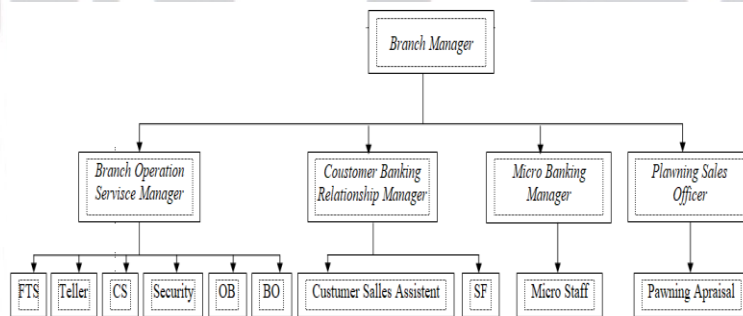 Branch Manager
Branch Operation
Servisce Manager
Coustomer Banking
Relationship Manager
Micro Banking
Manager
Plawning Sales
Officer
FTS
Teller
CS
Security
OB
BO
Custumer Salles Assistent
SF
Micro Staff
Pawning Apraisal